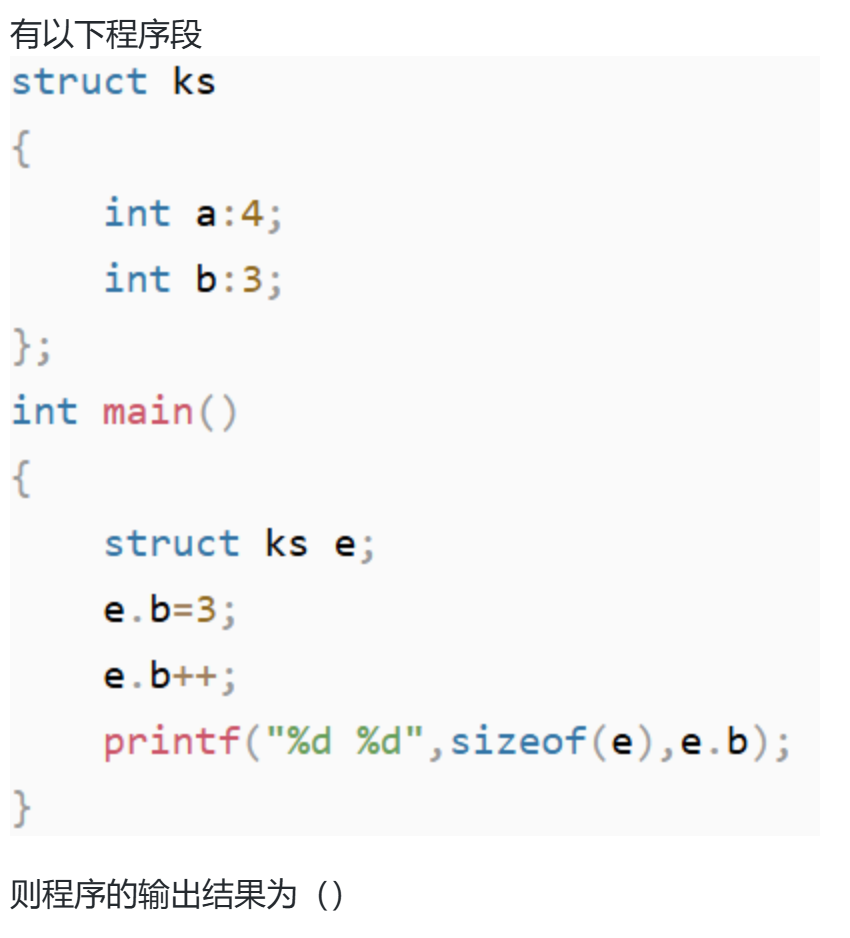 有以下程序段
struct ks
{
    int a:4;
    int b:3;
};
int main()
{
    struct ks e;
    e.b=3;
    e.b++;
    printf("%d %d",sizeof(e),e.b);
}
则程序的输出结果为（）